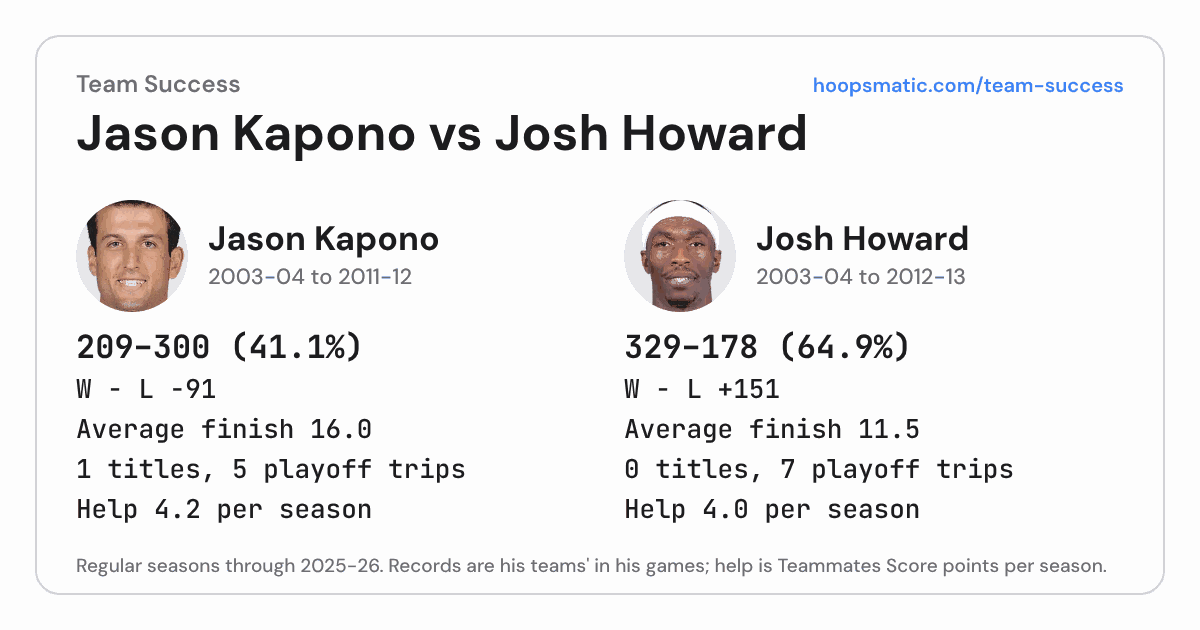 Team Success
hoopsmatic.com/team-success
Jason Kapono vs Josh Howard
Jason Kapono
2003-04 to 2011-12
209-300 (41.1%)
W - L -91
Average finish 16.0
1 titles, 5 playoff trips
Help 4.2 per season
Josh Howard
2003-04 to 2012-13
329-178 (64.9%)
W - L +151
Average finish 11.5
0 titles, 7 playoff trips
Help 4.0 per season
Regular seasons through 2025-26. Records are his teams' in his games; help is Teammates Score points per season.